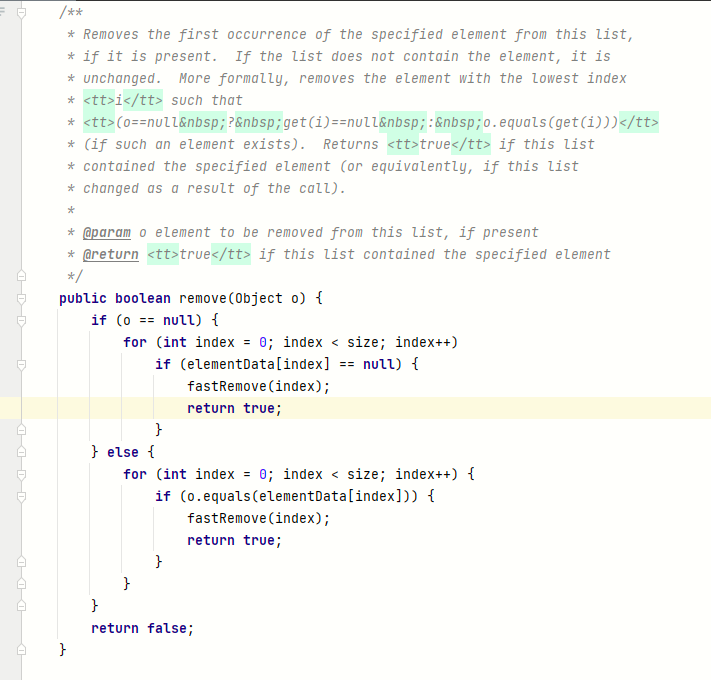 /**
 * Removes the first occurrence of the specified element from this list,
 * if it is present.  If the list does not contain the element, it is
 * unchanged.  More formally, removes the element with the lowest index
 * <tt>i</tt> such that
 * <tt>(o==null&nbsp;?&nbsp;get(i)==null&nbsp;:&nbsp;o.equals(get(i)))</tt>
 * (if such an element exists).  Returns <tt>true</tt> if this list
 * contained the specified element (or equivalently, if this list
 * changed as a result of the call).
 *
 * @param o element to be removed from this list, if present
 * @return <tt>true</tt> if this list contained the specified element
 */
public boolean remove(Object o) {
    if (o == null) {
        for (int index = 0; index < size; index++)
            if (elementData[index] == null) {
                fastRemove(index);
                return true;
            }
    } else {
        for (int index = 0; index < size; index++) {
            if (o.equals(elementData[index])) {
                fastRemove(index);
                return true;
            }
        }
    }
    return false;
}